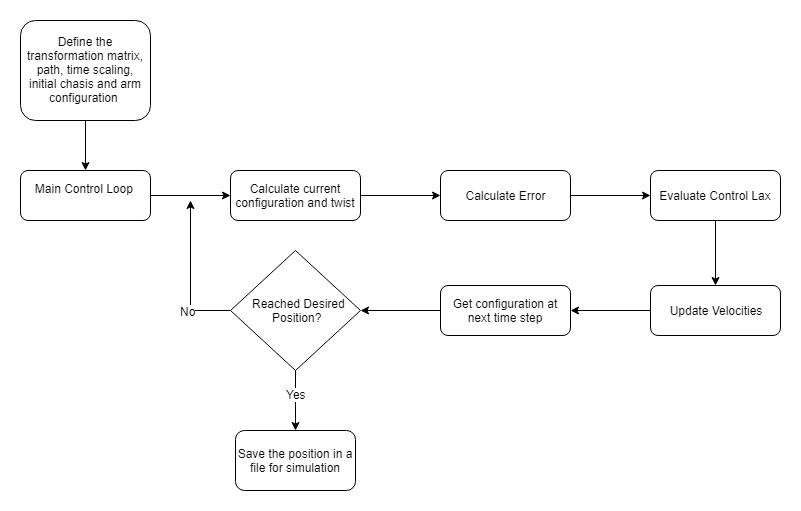 Define the
transformation matrix,
path, time scaling,
initial chasis and arm
configuration
Main Control Loop
Calculate current
configuration and twist
Calculate Error
Evaluate Control Lax
Update Velocities
Get configuration at
next time step
Reached Desired
Position?
No
Yes
Save the position in a
file for simulation